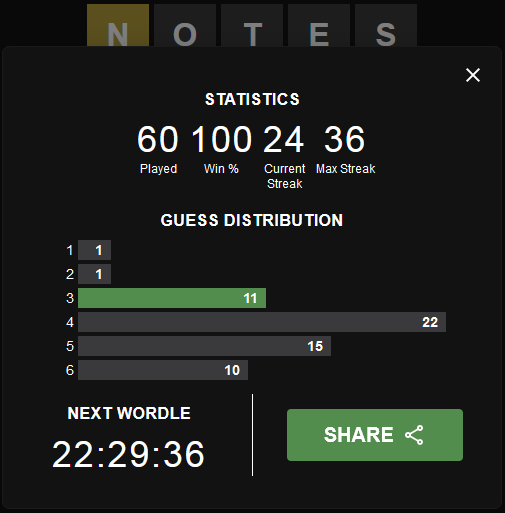 N O T E S
STATISTICS
60 100 24 36
Played Win % Current Streak Max Streak
GUESS DISTRIBUTION
1 1
2 1
3 11
4 22
5 15
6 10
NEXT WORDLE
22:29:36
SHARE